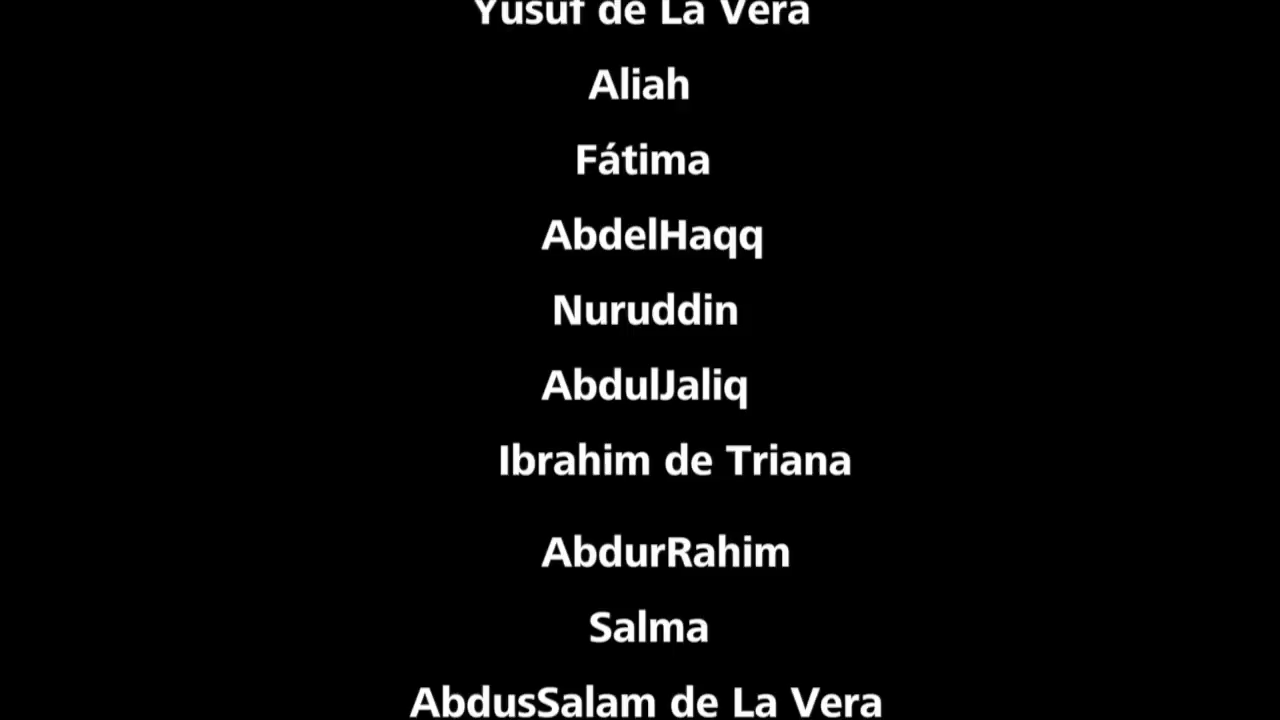 Yusuf de La Vera
Aliah
Fátima
AbdelHaqq
Nuruddin
AbdulJaliq
Ibrahim de Triana
AbdurRahim
Salma
AbdusSalam de La Vera